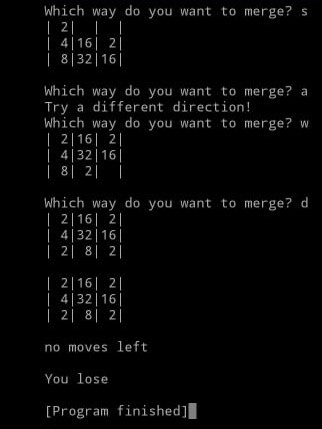 Which way do you want to merge? s
| 2|  |  |
| 4|16| 2|
| 8|32|16|
Which way do you want to merge? a
Try a different direction!
Which way do you want to merge? w
| 2|16| 2|
| 4|32|16|
| 8| 2|  |
Which way do you want to merge? d
| 2|16| 2|
| 4|32|16|
| 2| 8| 2|
| 2|16| 2|
| 4|32|16|
| 2| 8| 2|
no moves left
You lose
[Program finished]